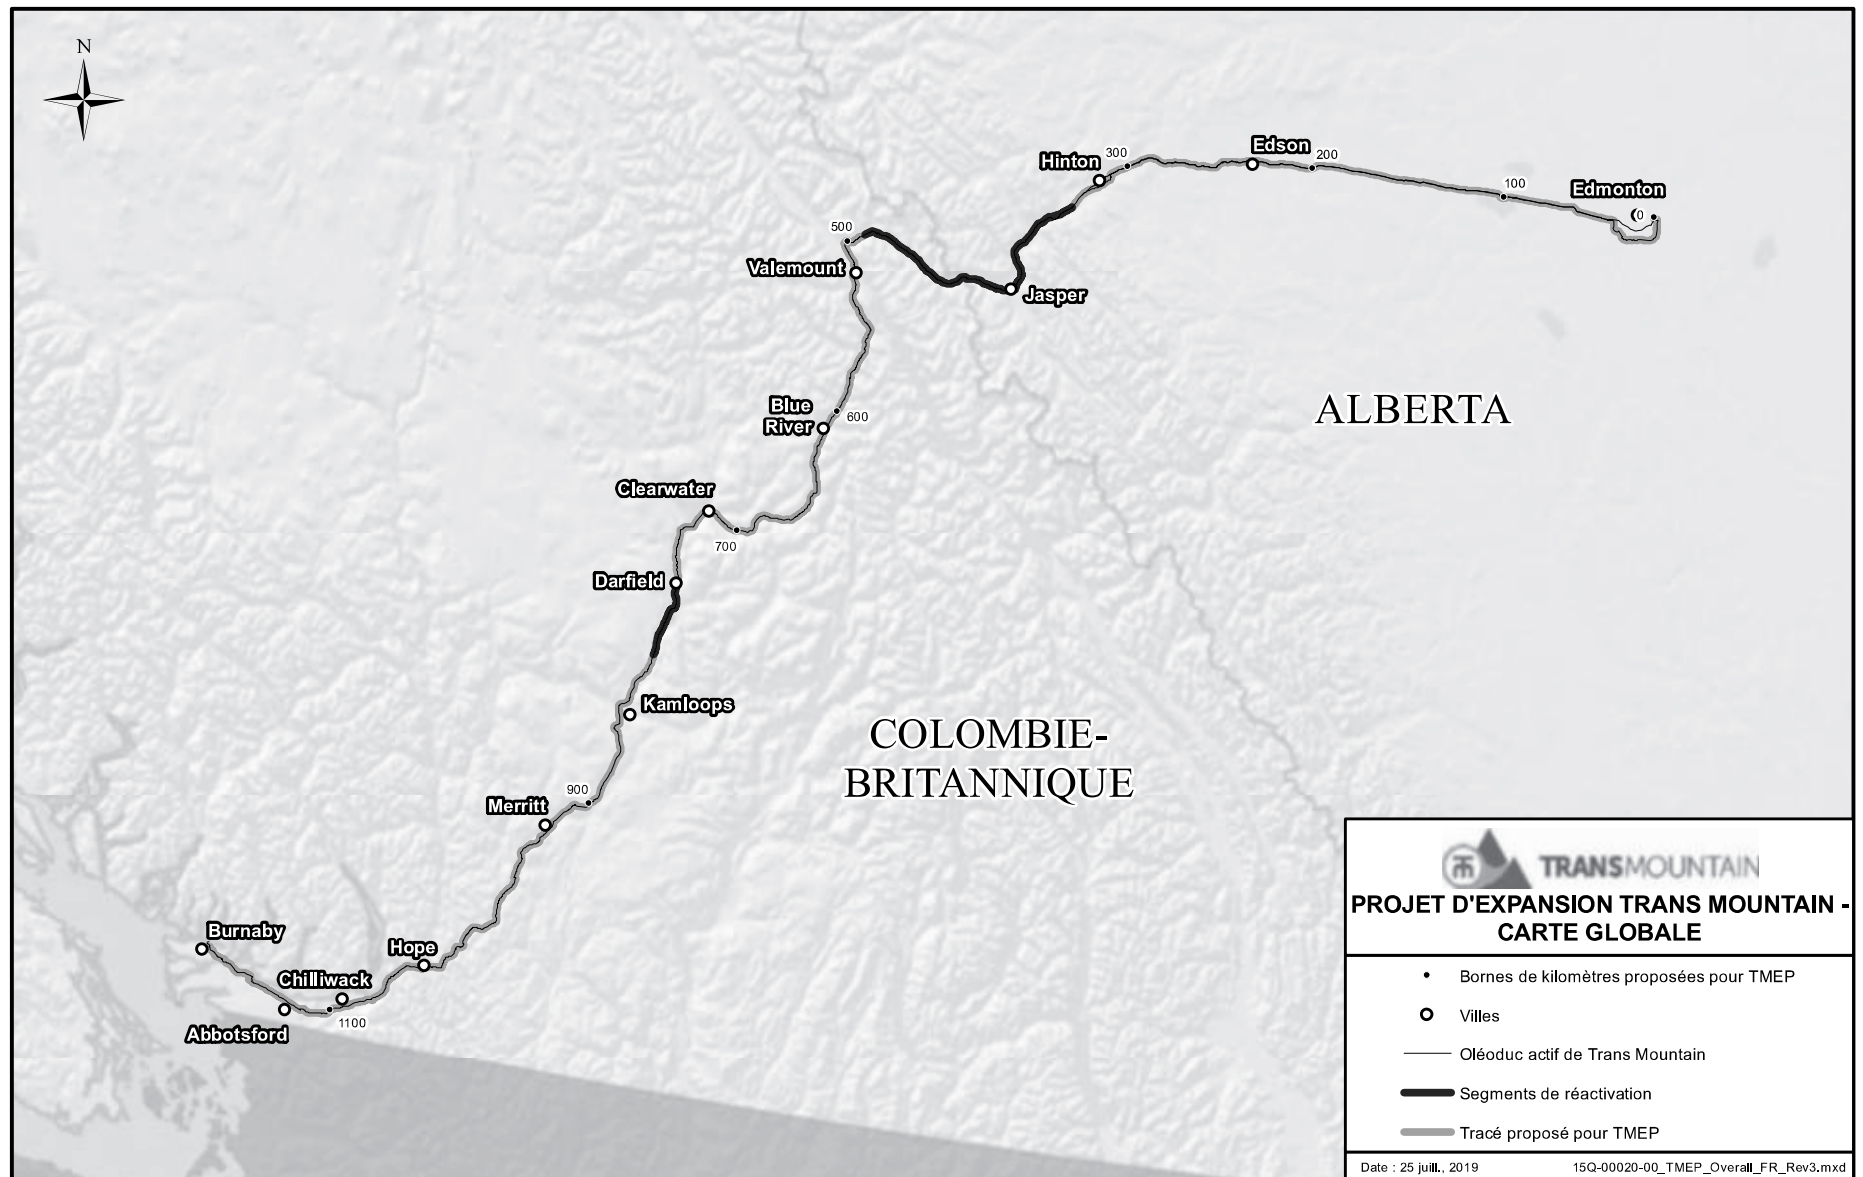 N
Hinton
300
Edson
200
100
Edmonton
0
500
Valemount
Jasper
Blue
River
600
ALBERTA
Clearwater
700
Darfield
Kamloops
COLOMBIE-
BRITANNIQUE
900
Merritt
Burnaby
Hope
Chilliwack
Abbotsford
1100
TRANSMOUNTAIN
PROJET D'EXPANSION TRANS MOUNTAIN -
CARTE GLOBALE
Bornes de kilomètres proposées pour TMEP
Villes
Oléoduc actif de Trans Mountain
Segments de réactivation
Tracé proposé pour TMEP
Date : 25 juill., 2019 15Q-00020-00_TMEP_Overall_FR_Rev3.mxd